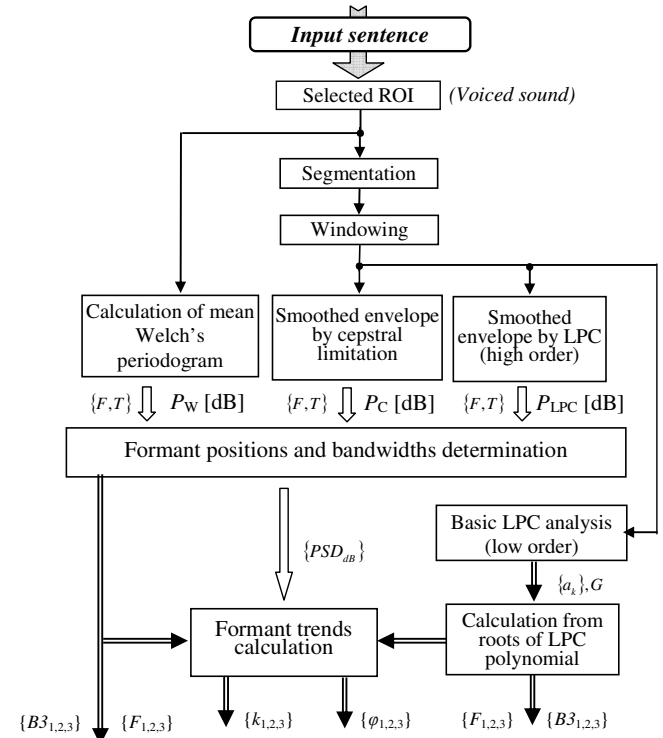 Input sentence
Selected ROI
(Voiced sound)
Segmentation
Windowing
Calculation of mean
Welch's
periodogram
Smoothed envelope
by cepstral
limitation
Smoothed
envelope by LPC
(high order)
{F,T} P_W [dB]
{F,T} P_C [dB]
{F,T} P_LPC [dB]
Formant positions and bandwidths determination
{PSD_dB}
Basic LPC analysis
(low order)
{a_k},G
Formant trends
calculation
Calculation from
roots of LPC
polynomial
{B3_1,2,3} {F_1,2,3} {k_1,2,3} {φ_1,2,3} {F_1,2,3} {B3_1,2,3}